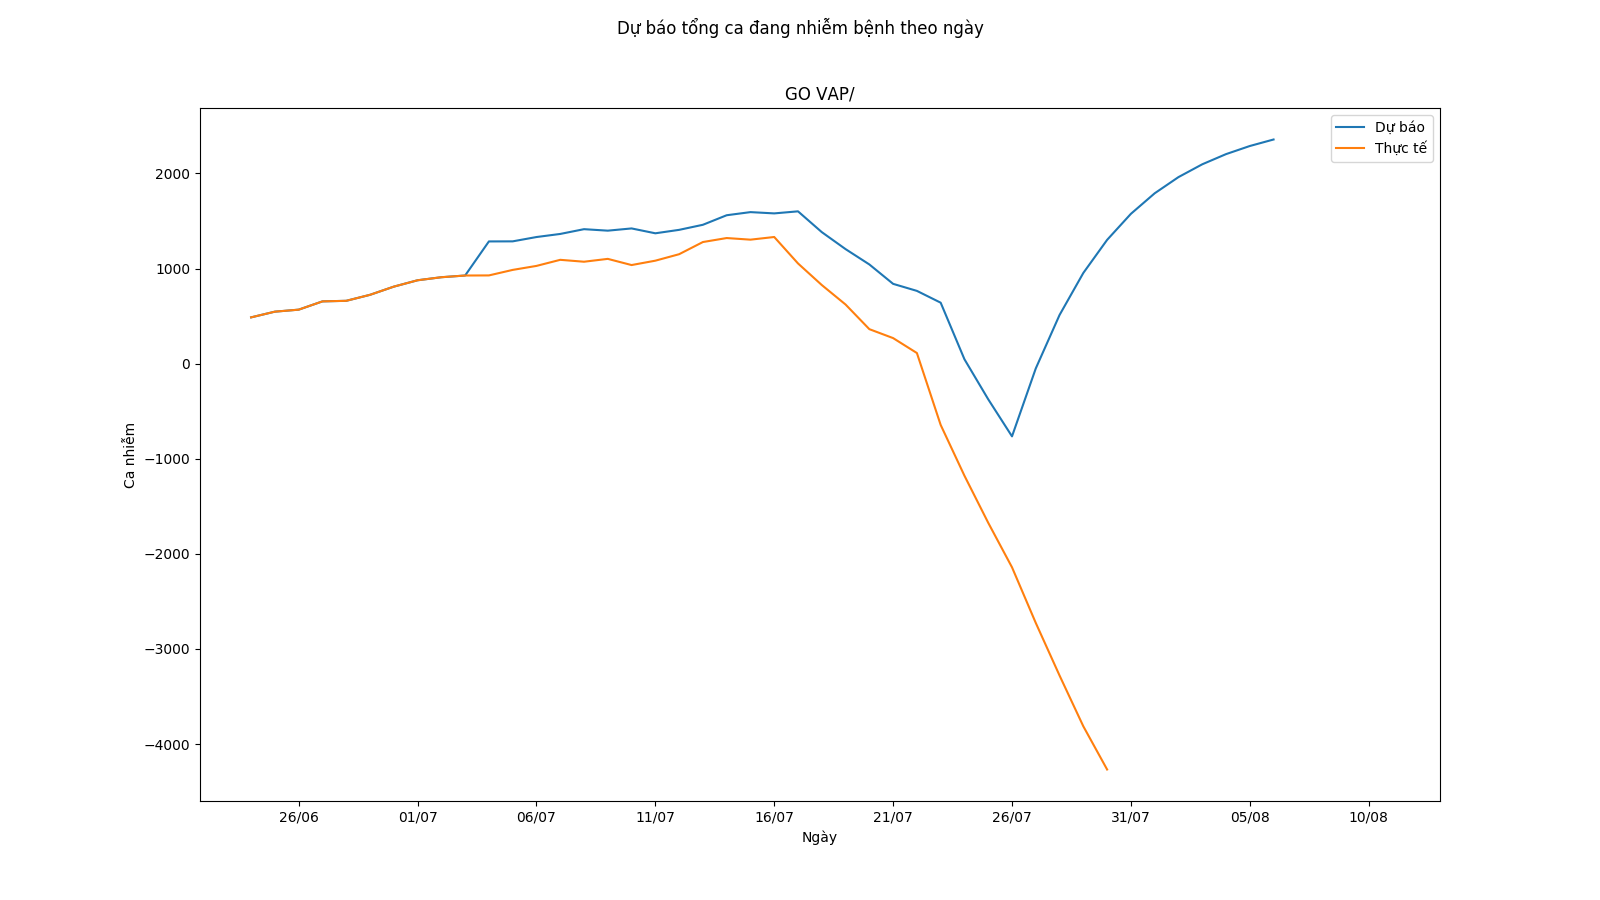 Dự báo tổng ca đang nhiễm bệnh theo ngày
GO VAP/
Dự báo
Thực tế
2000
1000
0
−1000
−2000
−3000
−4000
Ca nhiễm
26/06 01/07 06/07 11/07 16/07 21/07 26/07 31/07 05/08 10/08
Ngày